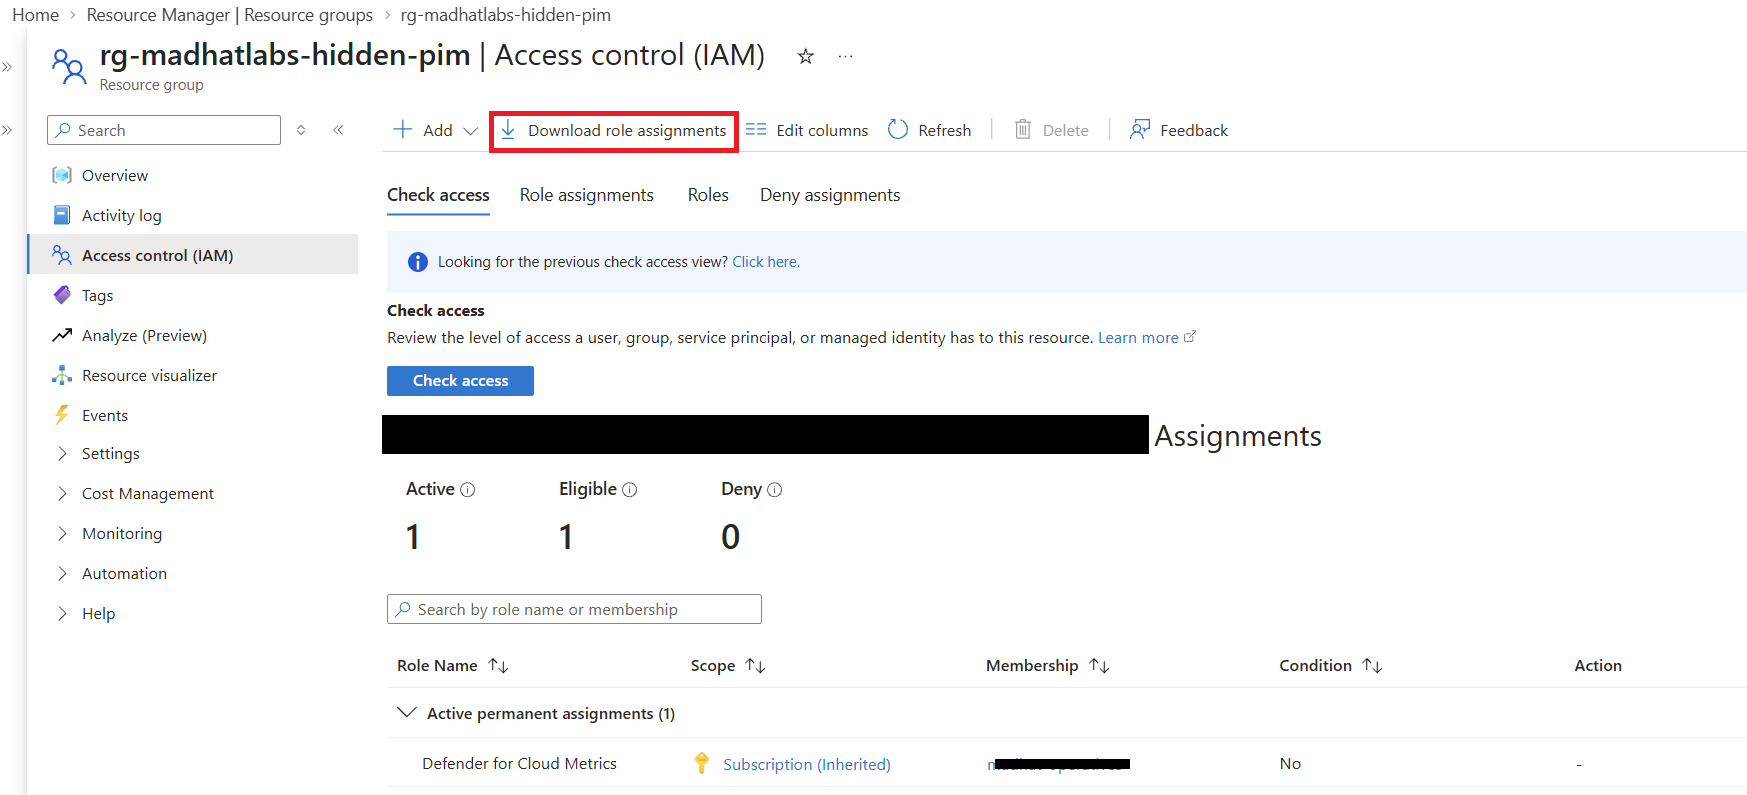 Home > Resource Manager | Resource groups > rg-madhatlabs-hidden-pim
rg-madhatlabs-hidden-pim | Access control (IAM)
Resource group
Search
Add
Download role assignments
Edit columns
Refresh
Delete
Feedback
Overview
Activity log
Access control (IAM)
Tags
Analyze (Preview)
Resource visualizer
Events
Settings
Cost Management
Monitoring
Automation
Help
Check access Role assignments Roles Deny assignments
Looking for the previous check access view? Click here.
Check access
Review the level of access a user, group, service principal, or managed identity has to this resource. Learn more
Check access
Assignments
Active Eligible Deny
1 1 0
Search by role name or membership
Role Name Scope Membership Condition Action
Active permanent assignments (1)
Defender for Cloud Metrics Subscription (Inherited) No -